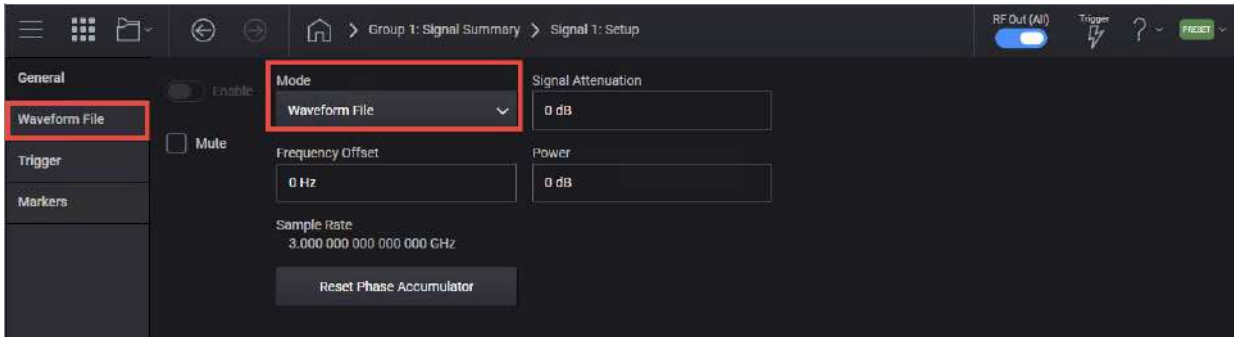 Group 1: Signal Summary > Signal 1: Setup
RF Out (All)
Trigger
?
PRESET
General
Waveform File
Trigger
Markers
Enable
Mute
Mode
Waveform File
Signal Attenuation
0 dB
Frequency Offset
0 Hz
Power
0 dB
Sample Rate
3.000 000 000 000 000 GHz
Reset Phase Accumulator